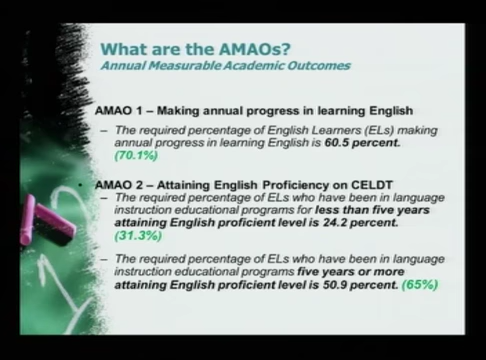 What are the AMAOs?
Annual Measurable Academic Outcomes
AMAO 1 – Making annual progress in learning English
– The required percentage of English Learners (ELs) making
annual progress in learning English is 60.5 percent.
(70.1%)
• AMAO 2 – Attaining English Proficiency on CELDT
– The required percentage of ELs who have been in language
instruction educational programs for less than five years
attaining English proficient level is 24.2 percent.
(31.3%)
– The required percentage of ELs who have been in language
instruction educational programs five years or more
attaining English proficient level is 50.9 percent. (65%)